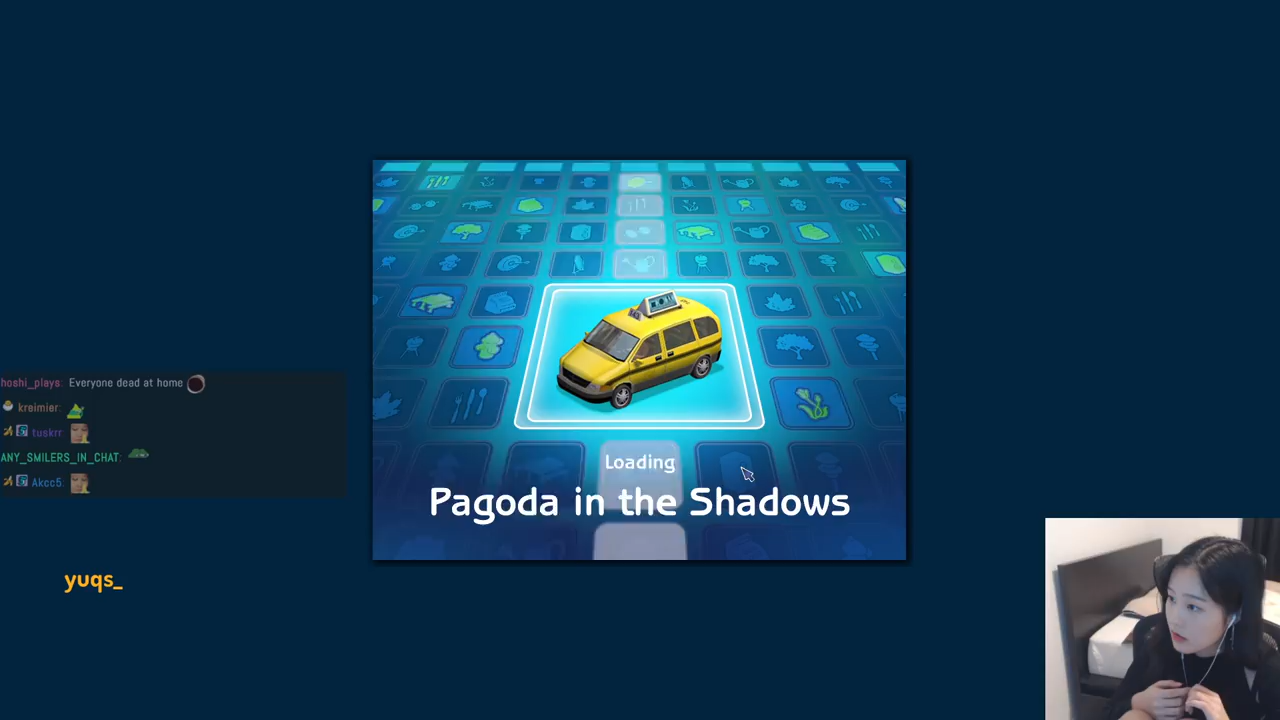 hoshi_plays: Everyone dead at home
kreimier:
tuskrr
ANY_SMILERS_IN_CHAT:
Akcc5:
yuqs_
Loading
Pagoda in the Shadows